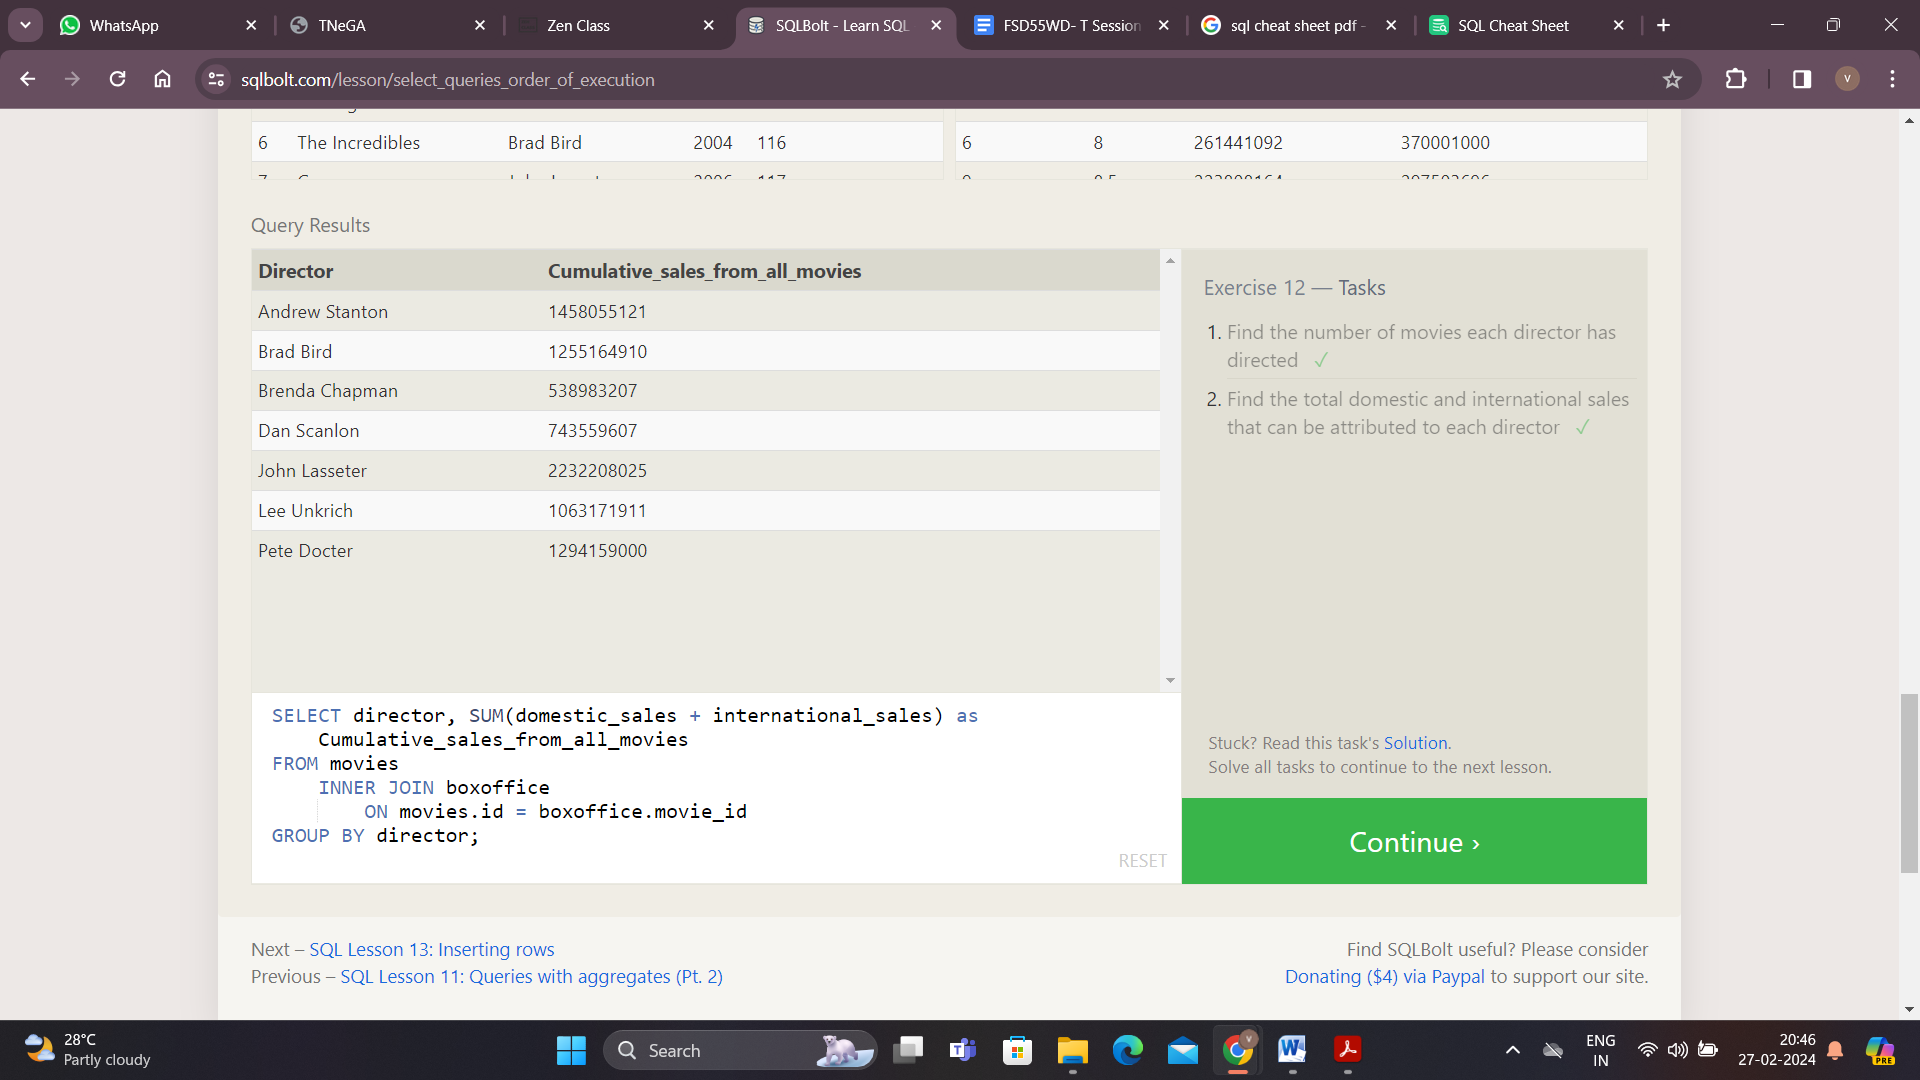 WhatsApp
TNeGA
Zen Class
SQLBolt - Learn SQL
FSD55WD- T Session
sql cheat sheet pdf -
SQL Cheat Sheet
sqlbolt.com/lesson/select_queries_order_of_execution
V
6 The Incredibles Brad Bird 2004 116
6 8 261441092 370001000
Query Results
Director Cumulative_sales_from_all_movies
Andrew Stanton 1458055121
Brad Bird 1255164910
Brenda Chapman 538983207
Dan Scanlon 743559607
John Lasseter 2232208025
Lee Unkrich 1063171911
Pete Docter 1294159000
Exercise 12 — Tasks
1. Find the number of movies each director has
directed ✓
2. Find the total domestic and international sales
that can be attributed to each director ✓
SELECT director, SUM(domestic_sales + international_sales) as
Cumulative_sales_from_all_movies
FROM movies
INNER JOIN boxoffice
ON movies.id = boxoffice.movie_id
GROUP BY director;
RESET
Stuck? Read this task's Solution.
Solve all tasks to continue to the next lesson.
Continue ›
Next – SQL Lesson 13: Inserting rows
Previous – SQL Lesson 11: Queries with aggregates (Pt. 2)
Find SQLBolt useful? Please consider
Donating ($4) via Paypal to support our site.
28°C
Partly cloudy
Search
V
ENG
IN
20:46
27-02-2024
PRE